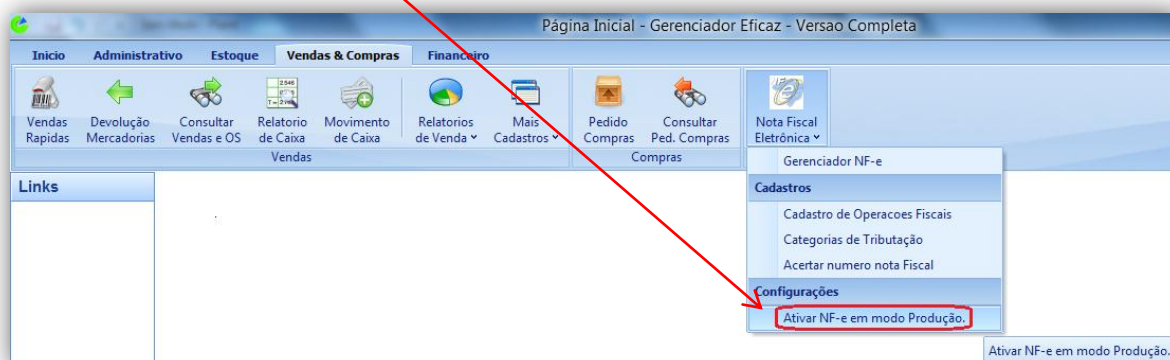 Página Inicial - Gerenciador Eficaz - Versao Completa
Inicio Administrativo Estoque Vendas & Compras Financeiro
Vendas Rapidas
Devolução Mercadorias
Consultar Vendas e OS
Relatorio de Caixa
Movimento de Caixa
Relatorios de Venda
Mais Cadastros
Pedido Compras
Consultar Ped. Compras
Nota Fiscal Eletrônica
Vendas
Compras
Links
Gerenciador NF-e
Cadastros
Cadastro de Operacoes Fiscais
Categorias de Tributação
Acertar numero nota Fiscal
Configurações
Ativar NF-e em modo Produção.
Ativar NF-e em modo Produção.